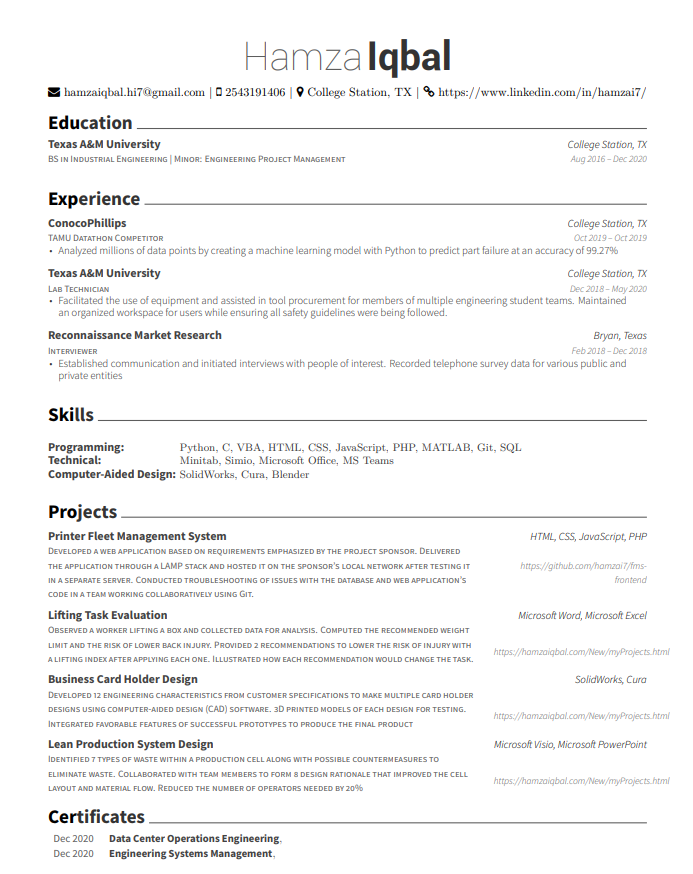 Hamza Iqbal
hamzaiqbal.hi7@gmail.com | 2543191406 | College Station, TX | https://www.linkedin.com/in/hamzai7/
Education
Texas A&M University College Station, TX
BS in Industrial Engineering | Minor: Engineering Project Management Aug 2016 – Dec 2020
Experience
ConocoPhillips College Station, TX
TAMU Datathon Competitor Oct 2019 – Oct 2019
• Analyzed millions of data points by creating a machine learning model with Python to predict part failure at an accuracy of 99.27%
Texas A&M University College Station, TX
Lab Technician Dec 2018 – May 2020
• Facilitated the use of equipment and assisted in tool procurement for members of multiple engineering student teams. Maintained
an organized workspace for users while ensuring all safety guidelines were being followed.
Reconnaissance Market Research Bryan, Texas
Interviewer Feb 2018 – Dec 2018
• Established communication and initiated interviews with people of interest. Recorded telephone survey data for various public and
private entities
Skills
Programming: Python, C, VBA, HTML, CSS, JavaScript, PHP, MATLAB, Git, SQL
Technical: Minitab, Simio, Microsoft Office, MS Teams
Computer-Aided Design: SolidWorks, Cura, Blender
Projects
Printer Fleet Management System HTML, CSS, JavaScript, PHP
Developed a web application based on requirements emphasized by the project sponsor. Delivered
the application through a LAMP stack and hosted it on the sponsor's local network after testing it https://github.com/hamzai7/fms-
in a separate server. Conducted troubleshooting of issues with the database and web application's frontend
code in a team working collaboratively using Git.
Lifting Task Evaluation Microsoft Word, Microsoft Excel
Observed a worker lifting a box and collected data for analysis. Computed the recommended weight
limit and the risk of lower back injury. Provided 2 recommendations to lower the risk of injury with https://hamzaiqbal.com/New/myProjects.html
a lifting index after applying each one. Illustrated how each recommendation would change the task.
Business Card Holder Design SolidWorks, Cura
Developed 12 engineering characteristics from customer specifications to make multiple card holder
designs using computer-aided design (CAD) software. 3D printed models of each design for testing. https://hamzaiqbal.com/New/myProjects.html
Integrated favorable features of successful prototypes to produce the final product
Lean Production System Design Microsoft Visio, Microsoft PowerPoint
Identified 7 types of waste within a production cell along with possible countermeasures to
eliminate waste. Collaborated with team members to form 8 design rationale that improved the cell https://hamzaiqbal.com/New/myProjects.html
layout and material flow. Reduced the number of operators needed by 20%
Certificates
Dec 2020 Data Center Operations Engineering,
Dec 2020 Engineering Systems Management,